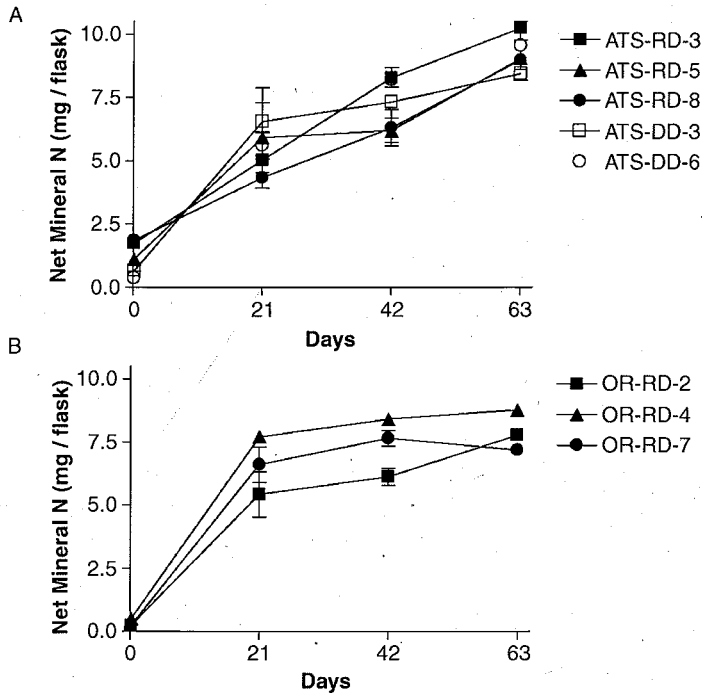 A
Net Mineral N (mg / flask)
10.0
7.5
5.0
2.5
0.0
0 21 42 63
Days
ATS-RD-3
ATS-RD-5
ATS-RD-8
ATS-DD-3
ATS-DD-6
B
Net Mineral N (mg / flask)
10.0
7.5
5.0
2.5
0.0
0 21 42 63
Days
OR-RD-2
OR-RD-4
OR-RD-7